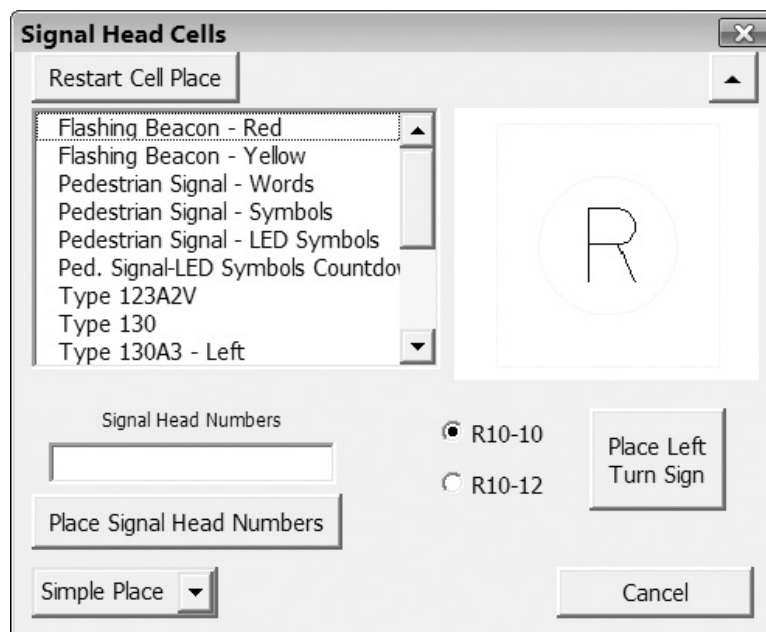 Signal Head Cells
Restart Cell Place
Flashing Beacon - Red
Flashing Beacon - Yellow
Pedestrian Signal - Words
Pedestrian Signal - Symbols
Pedestrian Signal - LED Symbols
Ped. Signal-LED Symbols Countdo
Type 123A2V
Type 130
Type 130A3 - Left
R
Signal Head Numbers
R10-10
R10-12
Place Left
Turn Sign
Place Signal Head Numbers
Simple Place
Cancel